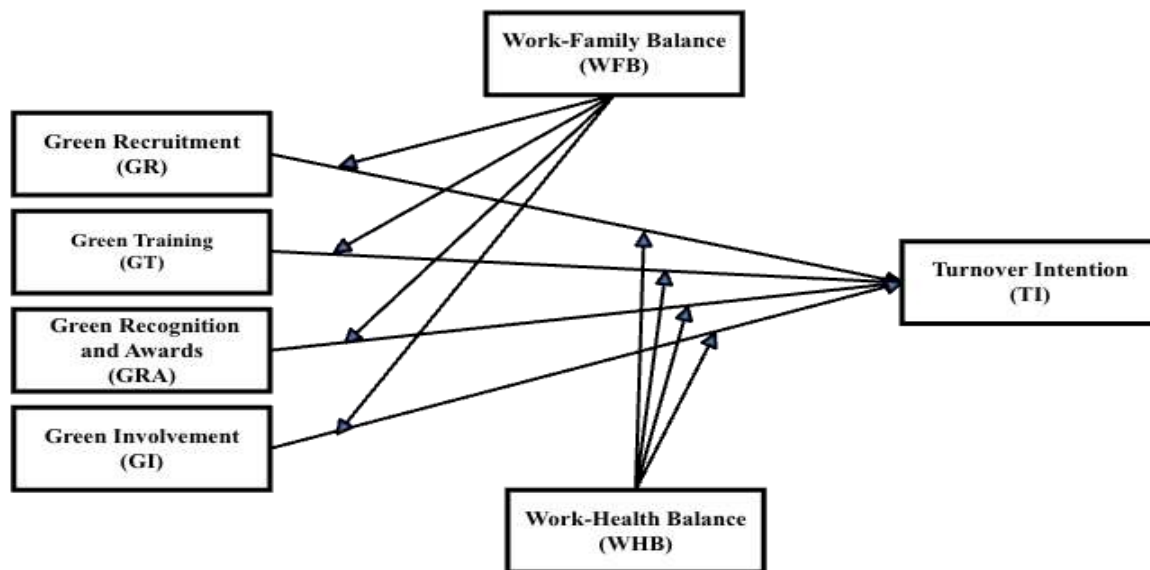 Work-Family Balance
(WFB)
Green Recruitment
(GR)
Green Training
(GT)
Green Recognition
and Awards
(GRA)
Green Involvement
(GI)
Turnover Intention
(TI)
Work-Health Balance
(WHB)